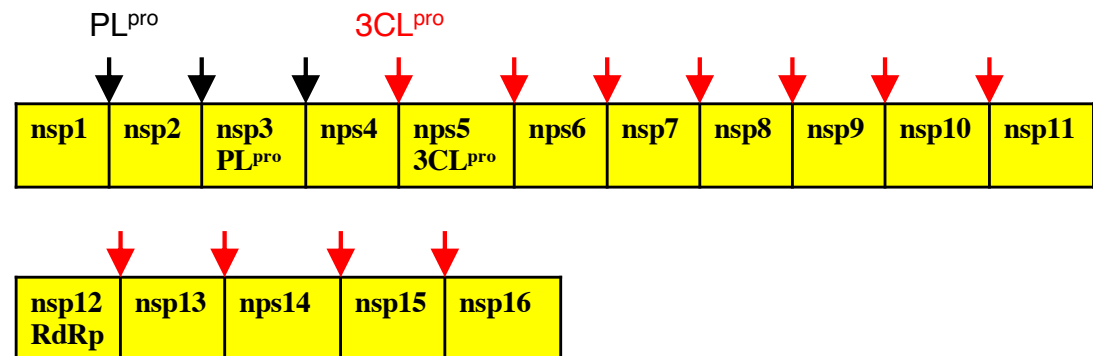 PLpro 3CLpro
nsp1 nsp2 nsp3 nps4 nps5 nps6 nsp7 nsp8 nsp9 nsp10 nsp11
PLpro 3CLpro
nsp12 nsp13 nps14 nsp15 nsp16
RdRp